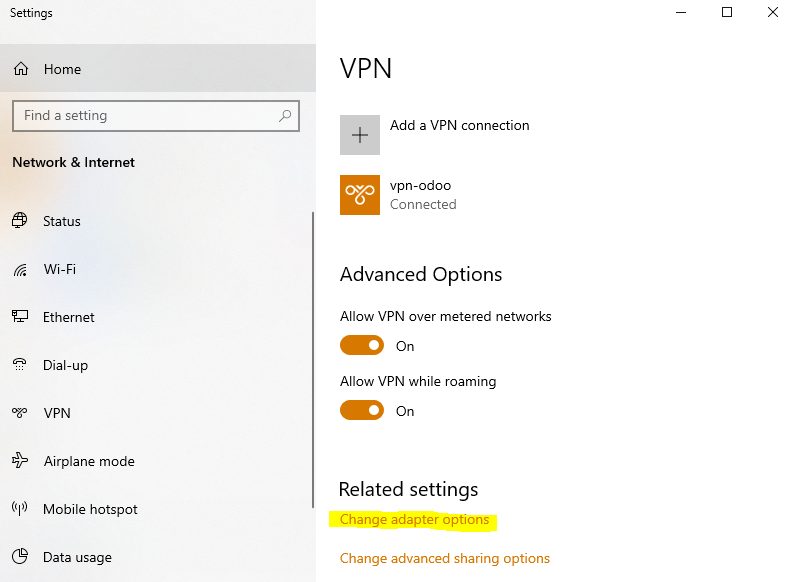 Settings
Home
Find a setting
Network & Internet
Status
Wi-Fi
Ethernet
Dial-up
VPN
Airplane mode
Mobile hotspot
Data usage
VPN
Add a VPN connection
vpn-odoo
Connected
Advanced Options
Allow VPN over metered networks
On
Allow VPN while roaming
On
Related settings
Change adapter options
Change advanced sharing options